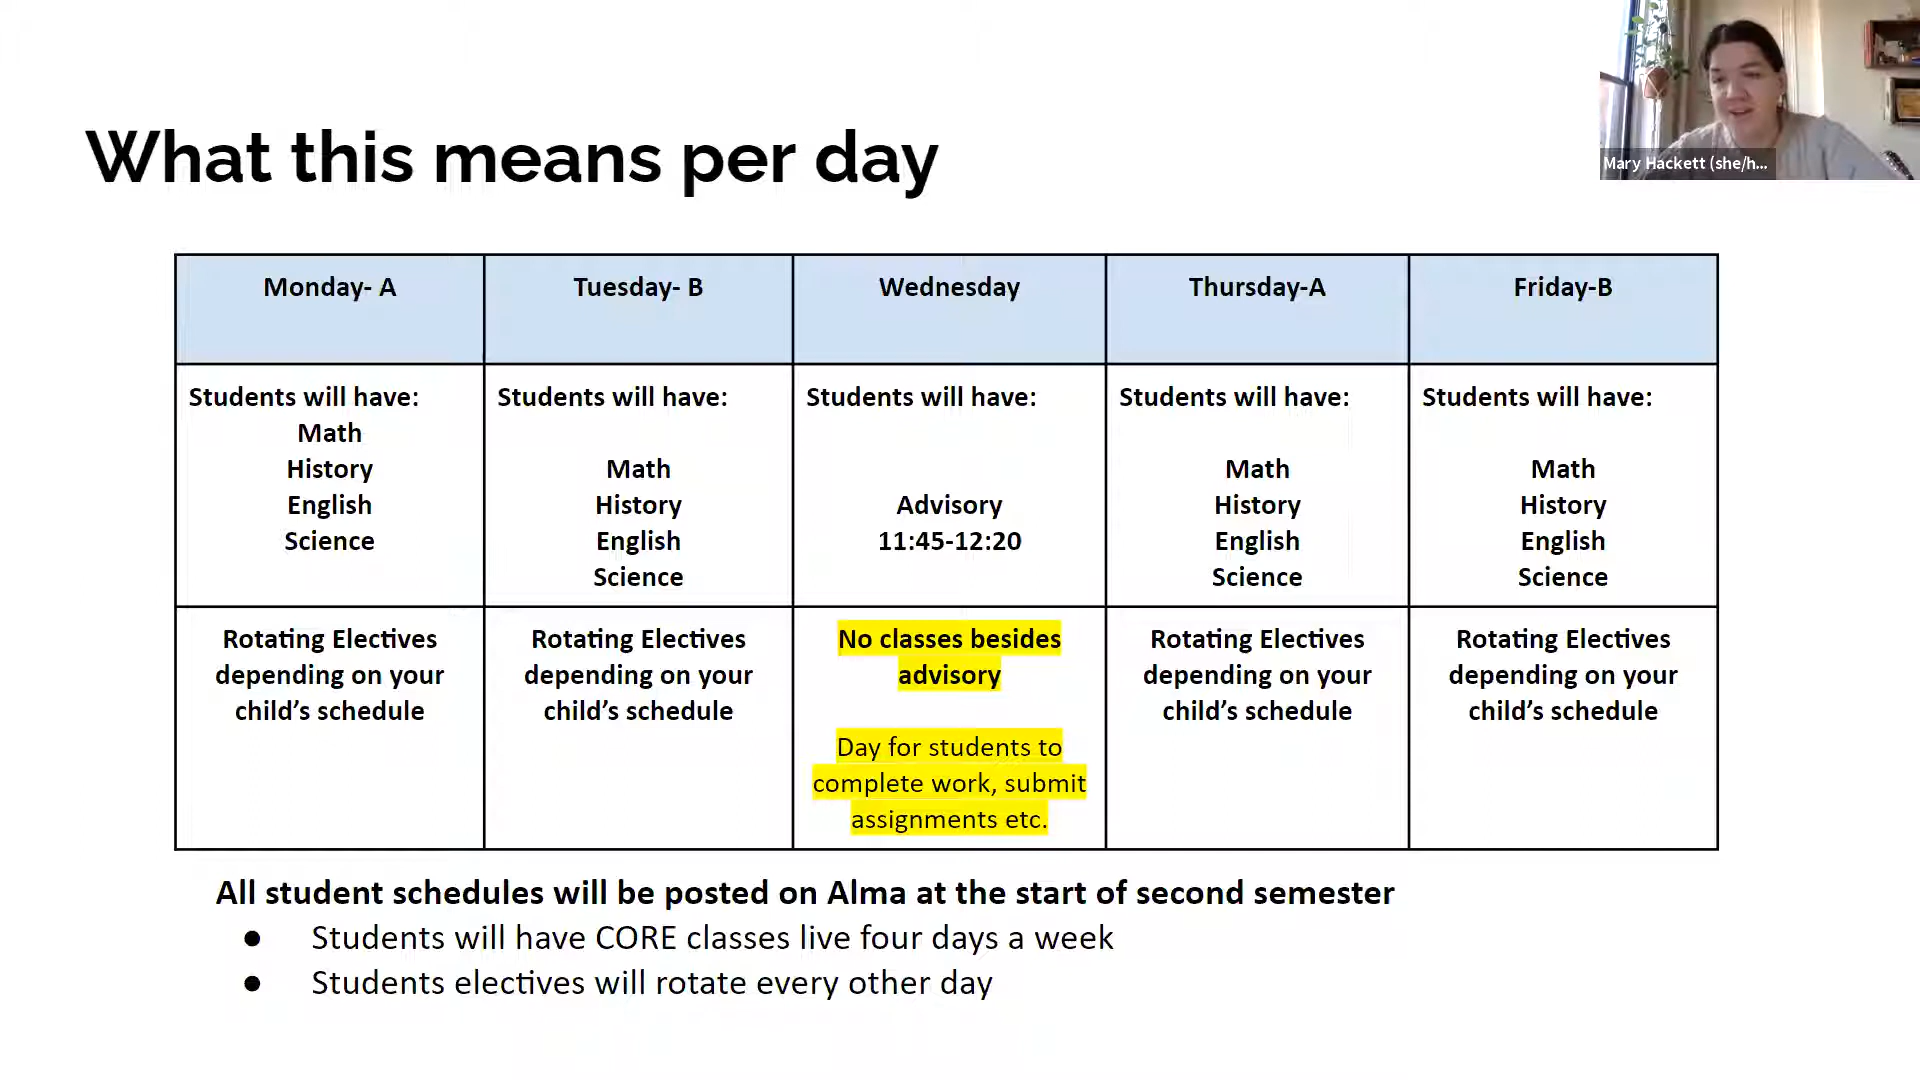 What this means per day
Mary Hackett (she/h...
Monday- A
Tuesday- B
Wednesday
Thursday-A
Friday-B
Students will have:
Math
History
English
Science
Students will have:
Math
History
English
Science
Students will have:
Advisory
11:45-12:20
Students will have:
Math
History
English
Science
Students will have:
Math
History
English
Science
Rotating Electives
depending on your
child's schedule
Rotating Electives
depending on your
child's schedule
No classes besides
advisory
Day for students to
complete work, submit
assignments etc.
Rotating Electives
depending on your
child's schedule
Rotating Electives
depending on your
child's schedule
All student schedules will be posted on Alma at the start of second semester
● Students will have CORE classes live four days a week
● Students electives will rotate every other day